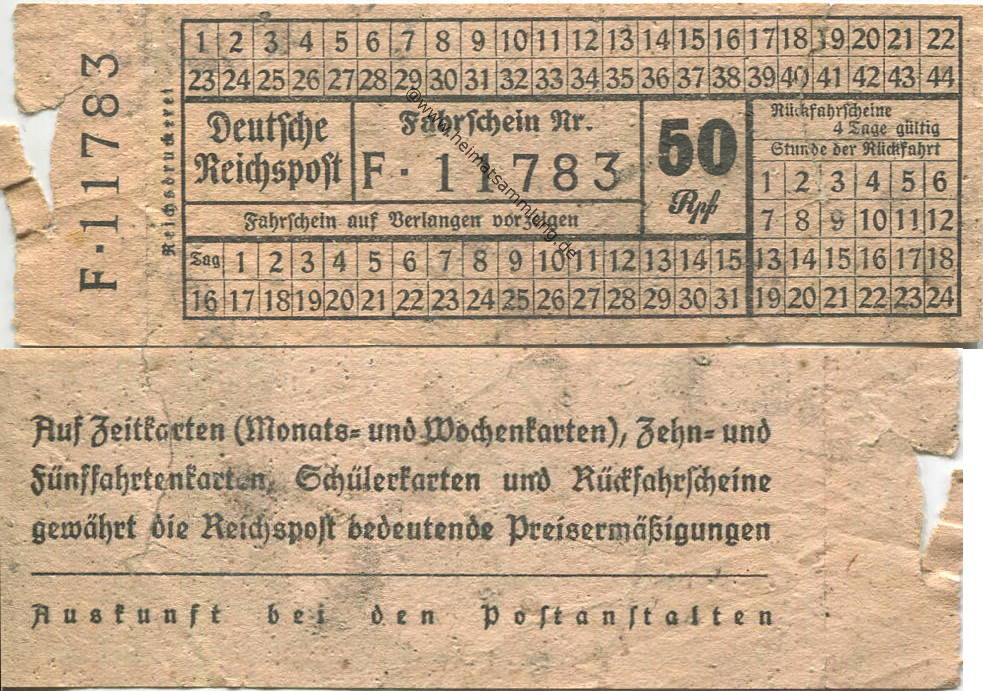 F · 11783
Reichsdruckerei
1 2 3 4 5 6 7 8 9 10 11 12 13 14 15 16 17 18 19 20 21 22
23 24 25 26 27 28 29 30 31 32 33 34 35 36 37 38 39 40 41 42 43 44
Deutsche
Reichspost
Fahrschein Nr.
F · 11783
50
Rpf
Fahrschein auf Verlangen vorzeigen
Rückfahrscheine
4 Tage gültig
Stunde der Rückfahrt
1 2 3 4 5 6
7 8 9 10 11 12
13 14 15 16 17 18
19 20 21 22 23 24
Tag 1 2 3 4 5 6 7 8 9 10 11 12 13 14 15
16 17 18 19 20 21 22 23 24 25 26 27 28 29 30 31
@www.heimatsammlung.de
Auf Zeitkarten (Monats- und Wochenkarten), Zehn- und
Fünffahrtenkarten, Schülerkarten und Rückfahrscheine
gewährt die Reichspost bedeutende Preisermäßigungen
Auskunft bei den Postanstalten